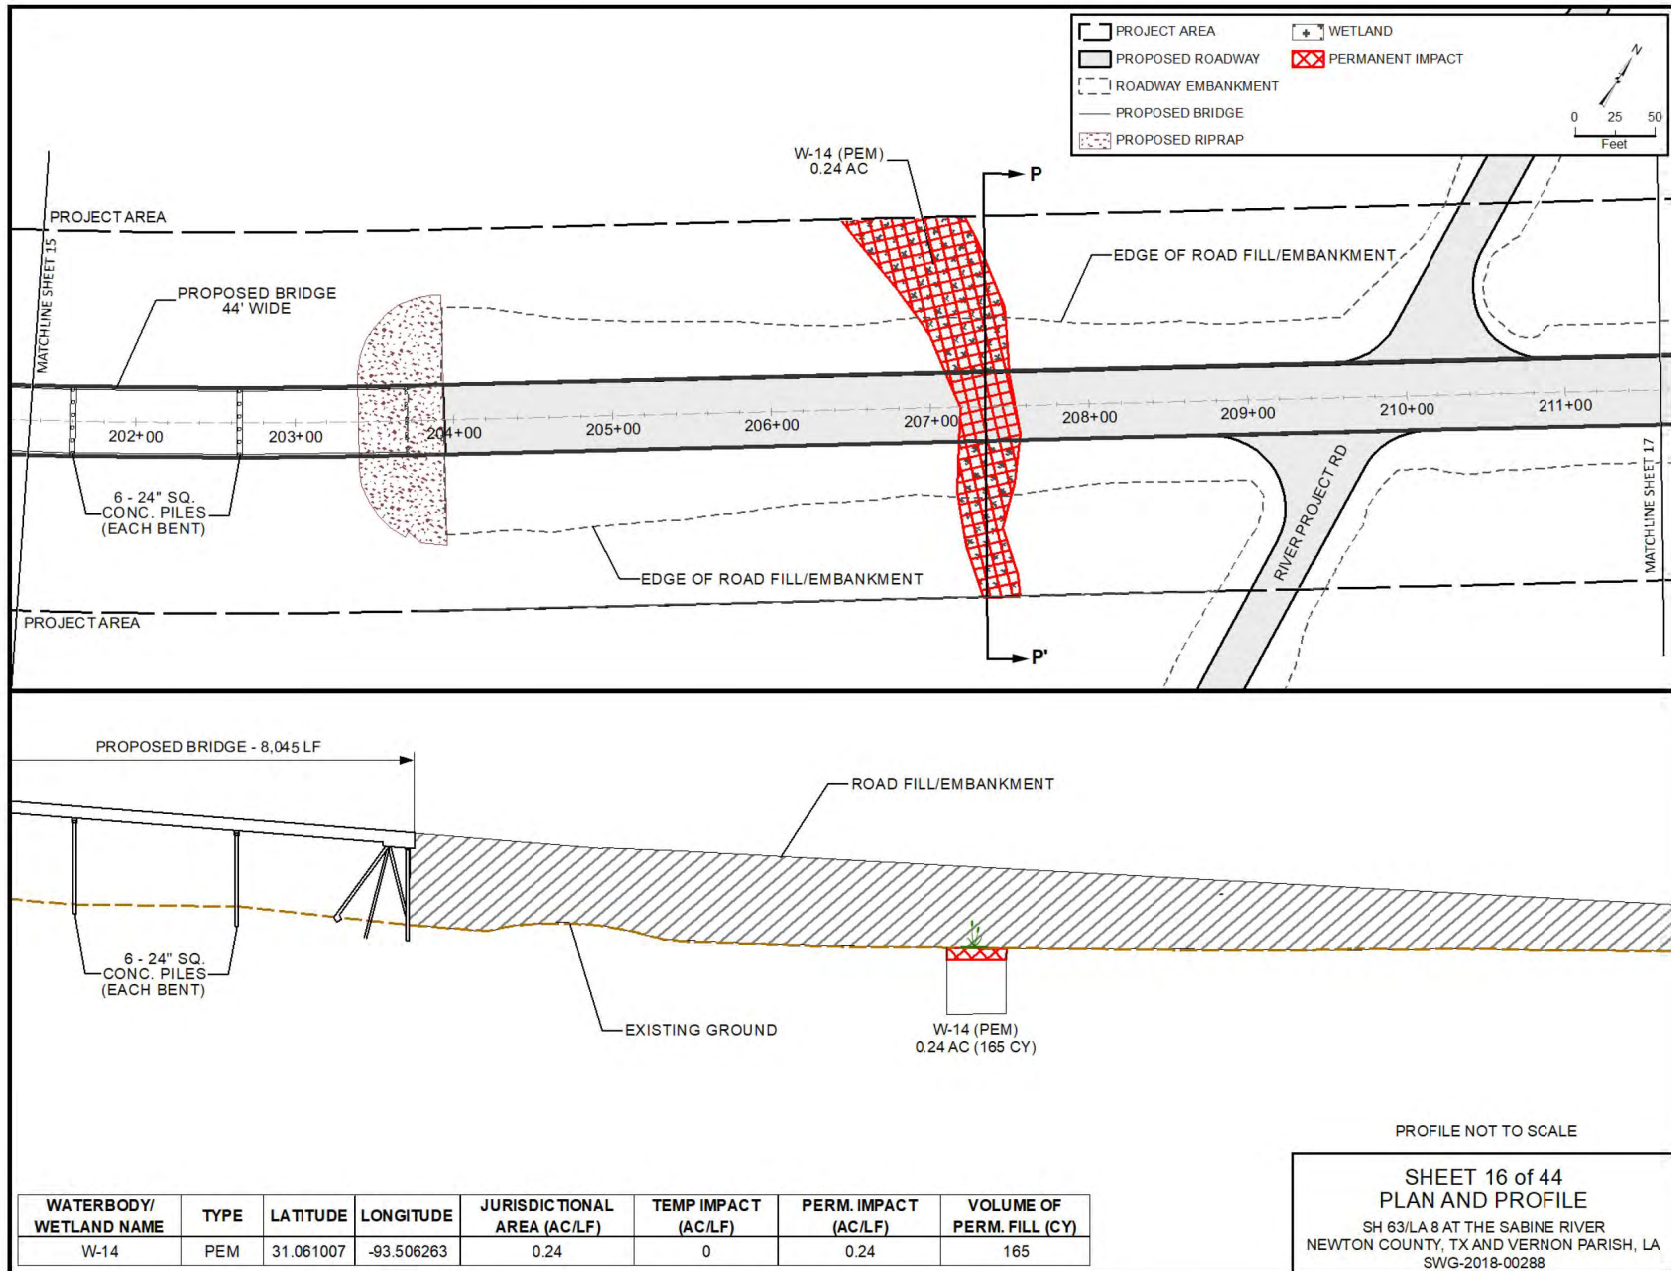 PROJECT AREA
WETLAND
PROPOSED ROADWAY
PERMANENT IMPACT
ROADWAY EMBANKMENT
PROPOSED BRIDGE
PROPOSED RIPRAP
N
0 25 50
Feet
W-14 (PEM)
0.24 AC
P
PROJECT AREA
MATCHLINE SHEET 15
EDGE OF ROAD FILL/EMBANKMENT
PROPOSED BRIDGE
44' WIDE
202+00
203+00
204+00
205+00
206+00
207+00
208+00
209+00
210+00
211+00
6 - 24" SQ.
CONC. PILES
(EACH BENT)
RIVER PROJECT RD
MATCHLINE SHEET 17
EDGE OF ROAD FILL/EMBANKMENT
PROJECT AREA
P'
PROPOSED BRIDGE - 8,045 LF
ROAD FILL/EMBANKMENT
6 - 24" SQ.
CONC. PILES
(EACH BENT)
EXISTING GROUND
W-14 (PEM)
0.24 AC (165 CY)
PROFILE NOT TO SCALE
WATERBODY/ WETLAND NAME TYPE LATITUDE LONGITUDE JURISDICTIONAL AREA (AC/LF) TEMP IMPACT (AC/LF) PERM. IMPACT (AC/LF) VOLUME OF PERM. FILL (CY)
W-14 PEM 31.061007 -93.506263 0.24 0 0.24 165
SHEET 16 of 44
PLAN AND PROFILE
SH 63/LA 8 AT THE SABINE RIVER
NEWTON COUNTY, TX AND VERNON PARISH, LA
SWG-2018-00288